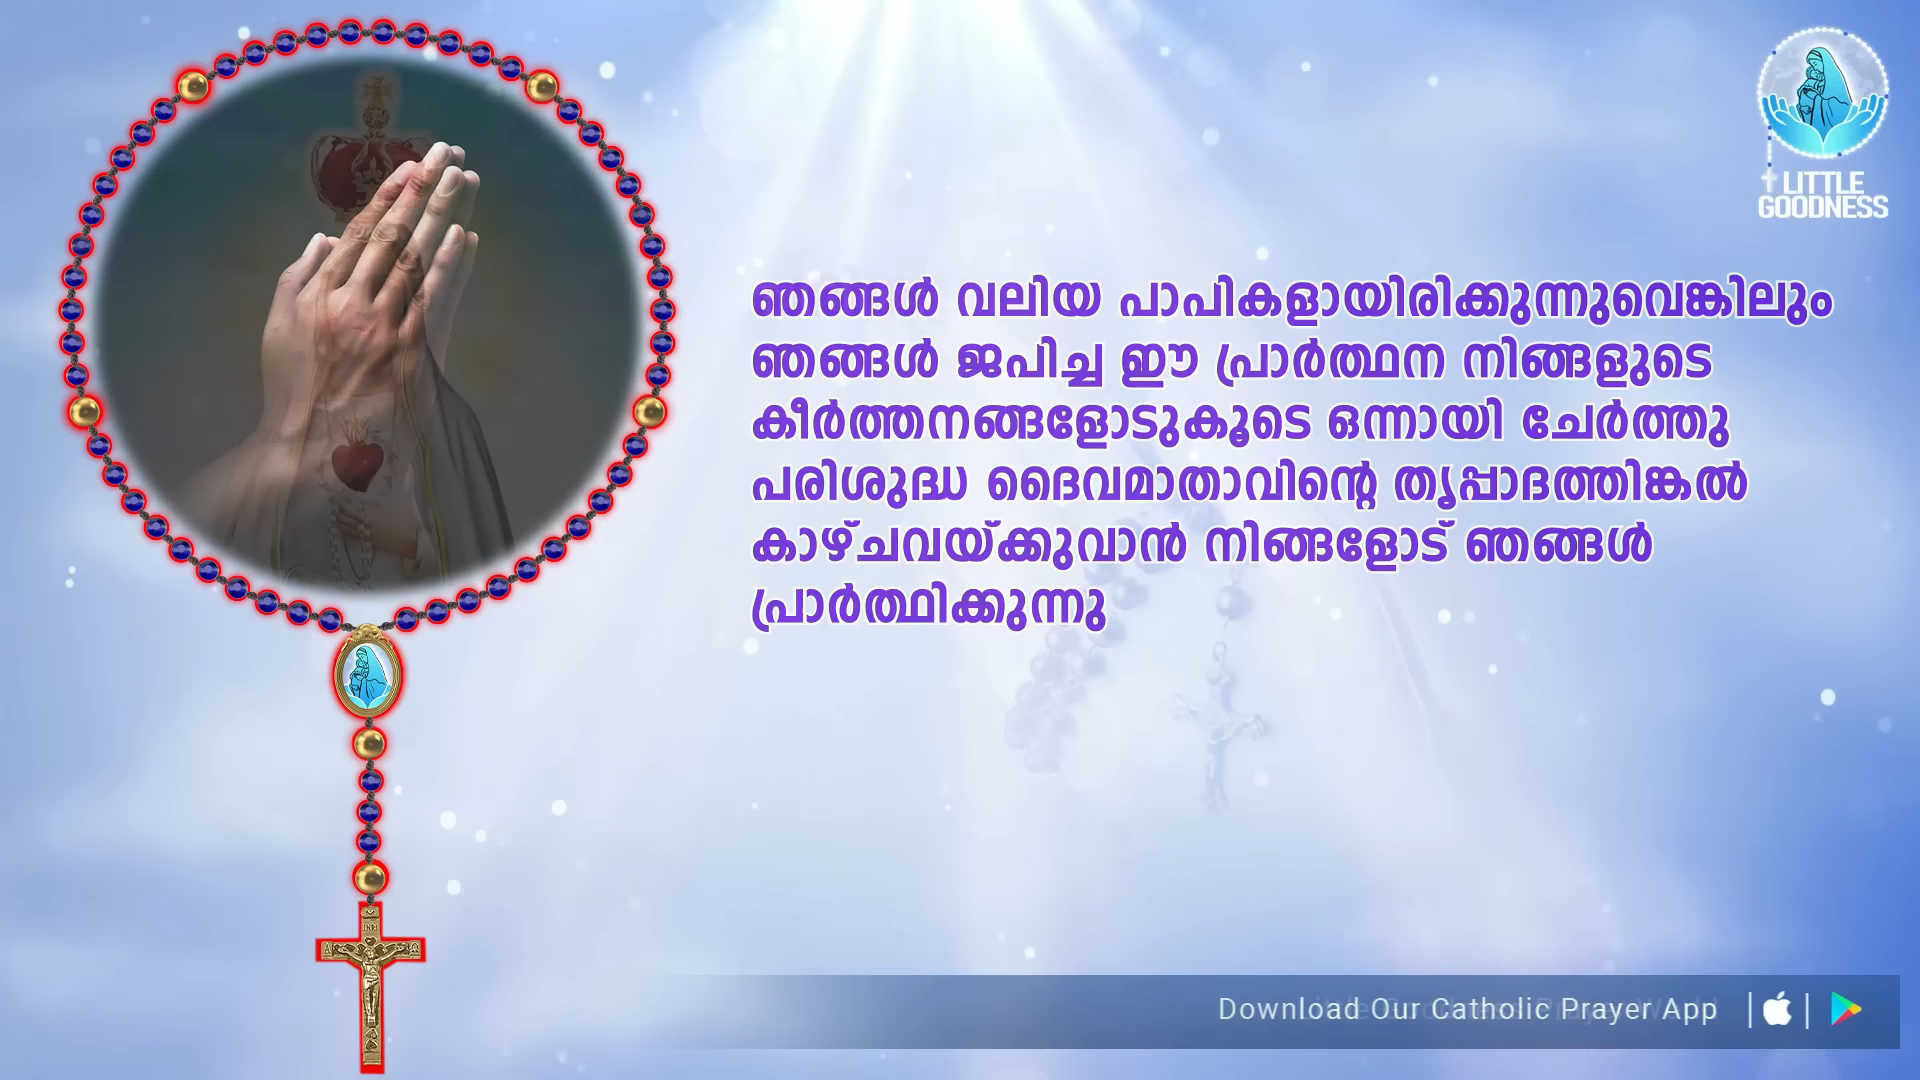 LITTLE
GOODNESS
ഞങ്ങൾ വലിയ പാപികളായിരിക്കുന്നുവെങ്കിലും
ഞങ്ങൾ ജപിച്ച ഈ പ്രാർത്ഥന നിങ്ങളുടെ
കീർത്തനങ്ങളോടുകൂടെ ഒന്നായി ചേർത്തു
പരിശുദ്ധ ദൈവമാതാവിന്റെ തൃപ്പാദത്തിങ്കൽ
കാഴ്ചവയ്ക്കുവാൻ നിങ്ങളോട് ഞങ്ങൾ
പ്രാർത്ഥിക്കുന്നു
INRI
Download Our Catholic Prayer App